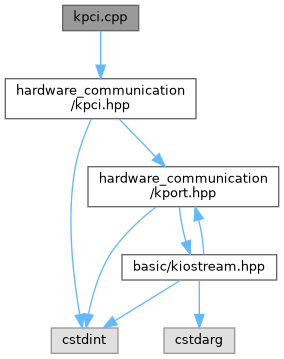 kpci.cpp
hardware_communication
/kpci.hpp
hardware_communication
/kport.hpp
basic/kiostream.hpp
cstdint
cstdarg